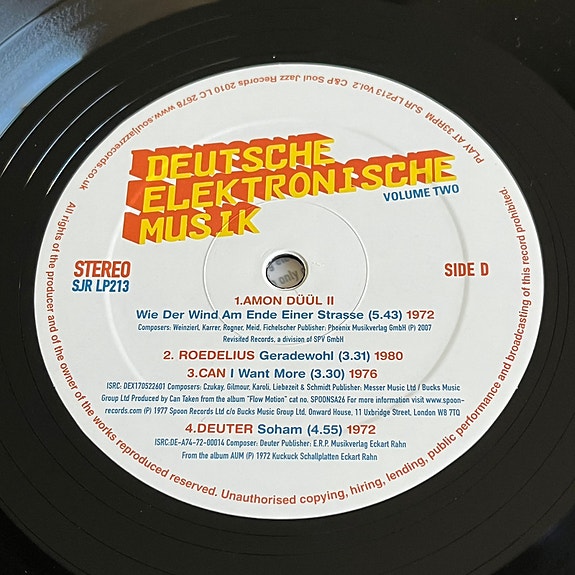 DEUTSCHE
ELEKTRONISCHE
MUSIK
VOLUME TWO
STEREO
SJR LP213
SIDE D
1.AMON DÜÜL II
Wie Der Wind Am Ende Einer Strasse (5.43) 1972
Composers: Weinzierl, Karrer, Rogner, Meid, Fichelscher Publisher: Pheonix Musikverlag GmbH (P) 2007
Revisited Records, a division of SPV GmbH)
2. ROEDELIUS Geradewohl (3.31) 1980
3.CAN I Want More (3.30) 1976
ISRC: DEX170522601 Composers: Czukay, Gilmour, Karoli, Liebezeit & Schmidt Publisher: Messer Music Ltd / Bucks Music
Group Ltd Produced by Can Taken from the album "Flow Motion" cat no. SPOONSA26 For more information visit www.spoon-
records.com (P) 1977 Spoon Records Ltd c/o Bucks Music Group Ltd. Onward House, 11 Uxbridge Street, London W8 7TQ
4.DEUTER Soham (4.55) 1972
ISRC:DE-A74-72-00014 Composer: Deuter Publisher: E.R.P. Musikverlag Eckart Rahn
From the album AUM (P) 1972 Kuckuck Schallplatten Eckart Rahn
All rights of the producer and of the owner of the works reproduced reserved. Unauthorised copying, hiring, lending, public performance and broadcasting of this record prohibited.
PLAY AT 33RPM SJR LP213 Vol.2 C&P Soul Jazz Records 2010 LC 2678 www.souljazzrecords.co.uk
only